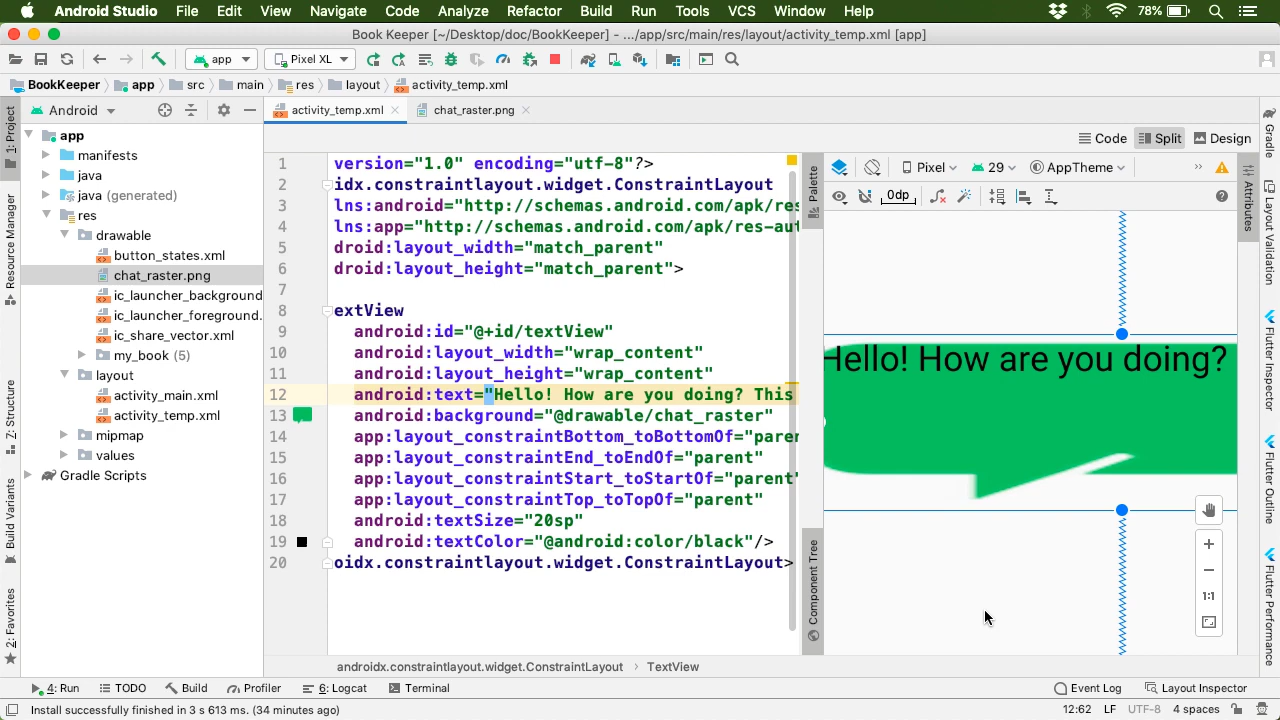 Android Studio File Edit View Navigate Code Analyze Refactor Build Run Tools VCS Window Help 78%
Book Keeper [~/Desktop/doc/BookKeeper] - .../app/src/main/res/layout/activity_temp.xml [app]
app Pixel XL
BookKeeper app src main res layout activity_temp.xml
Android activity_temp.xml chat_raster.png
Code Split Design
app
manifests
java
java (generated)
res
drawable
button_states.xml
chat_raster.png
ic_launcher_background
ic_launcher_foreground.
ic_share_vector.xml
my_book (5)
layout
activity_main.xml
activity_temp.xml
mipmap
values
Gradle Scripts
1 version="1.0" encoding="utf-8"?>
2 idx.constraintlayout.widget.ConstraintLayout
3 lns:android="http://schemas.android.com/apk/res
4 lns:app="http://schemas.android.com/apk/res-aut
5 droid:layout_width="match_parent"
6 droid:layout_height="match_parent">
7
8 extView
9 android:id="@+id/textView"
10 android:layout_width="wrap_content"
11 android:layout_height="wrap_content"
12 android:text="Hello! How are you doing? This
13 android:background="@drawable/chat_raster"
14 app:layout_constraintBottom_toBottomOf="paren
15 app:layout_constraintEnd_toEndOf="parent"
16 app:layout_constraintStart_toStartOf="parent"
17 app:layout_constraintTop_toTopOf="parent"
18 android:textSize="20sp"
19 android:textColor="@android:color/black"/>
20 oidx.constraintlayout.widget.ConstraintLayout>
androidx.constraintlayout.widget.ConstraintLayout TextView
Pixel 29 AppTheme
0dp
Hello! How are you doing?
1:1
1: Project
Resource Manager
Z: Structure
Build Variants
2: Favorites
Palette
Component Tree
Attributes
Gradle
Layout Validation
Flutter Inspector
Flutter Outline
Flutter Performance
4: Run TODO Build Profiler 6: Logcat Terminal Event Log Layout Inspector
Install successfully finished in 3 s 613 ms. (34 minutes ago) 12:62 LF UTF-8 4 spaces